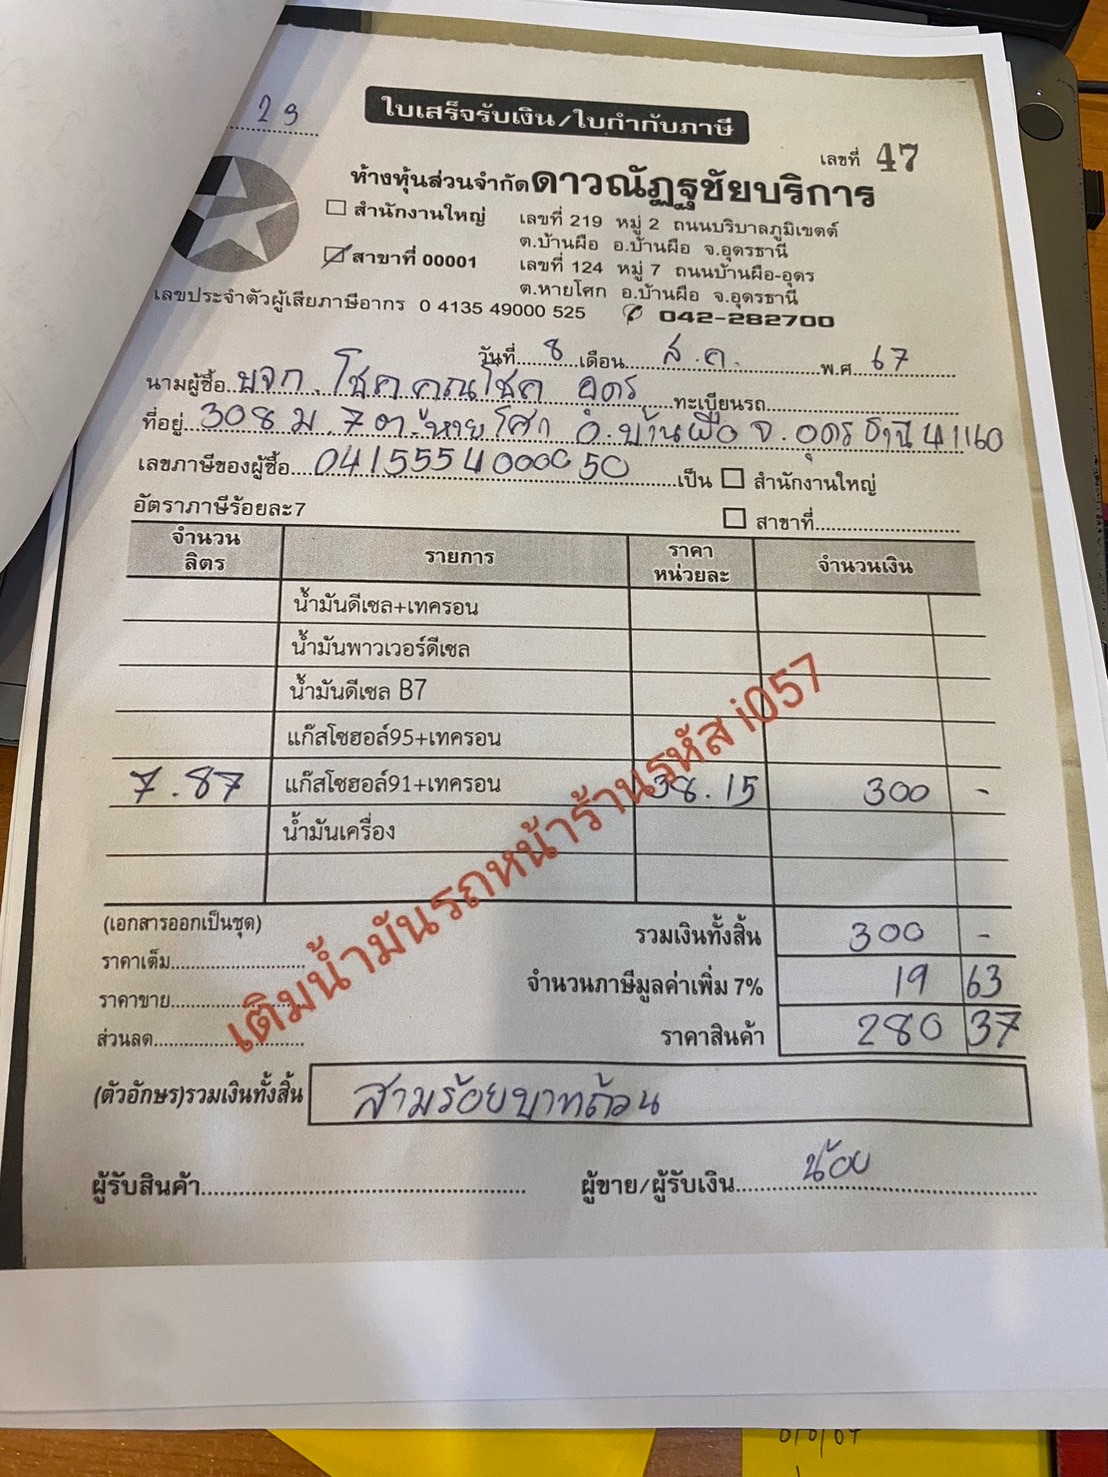 29
ใบเสร็จรับเงิน/ใบกำกับภาษี
เลขที่ 47
ห้างหุ้นส่วนจำกัดดาวณัฏฐชัยบริการ
สำนักงานใหญ่ เลขที่ 219 หมู่ 2 ถนนบริบาลภูมิเขตต์
ต.บ้านผือ อ.บ้านผือ จ.อุดรธานี
สาขาที่ 00001 เลขที่ 124 หมู่ 7 ถนนบ้านผือ-อุดร
ต.หายโศก อ.บ้านผือ จ.อุดรธานี
เลขประจำตัวผู้เสียภาษีอากร 0 4135 49000 525 042-282700
วันที่ 8 เดือน ส.ค. พ.ศ. 67
นามผู้ซื้อ บจก. โชคคูณโชค อุดร ทะเบียนรถ
ที่อยู่ 308 ม.7 ต.หายโศก อ.บ้านผือ จ.อุดรธานี 41160
เลขภาษีของผู้ซื้อ 0415554000050 เป็น สำนักงานใหญ่
อัตราภาษีร้อยละ7 สาขาที่
จำนวนลิตร รายการ ราคาหน่วยละ จำนวนเงิน
น้ำมันดีเซล+เทครอน
น้ำมันพาวเวอร์ดีเซล
น้ำมันดีเซล B7
แก๊สโซฮอล์95+เทครอน
7.87 แก๊สโซฮอล์91+เทครอน 38.15 300 -
น้ำมันเครื่อง
เติมน้ำมันรถหน้าร้านรหัส i057
(เอกสารออกเป็นชุด) รวมเงินทั้งสิ้น 300 -
ราคาเต็ม
จำนวนภาษีมูลค่าเพิ่ม 7% 19 63
ราคาขาย
ส่วนลด ราคาสินค้า 280 37
(ตัวอักษร)รวมเงินทั้งสิ้น สามร้อยบาทถ้วน
ผู้รับสินค้า ผู้ขาย/ผู้รับเงิน น้อย